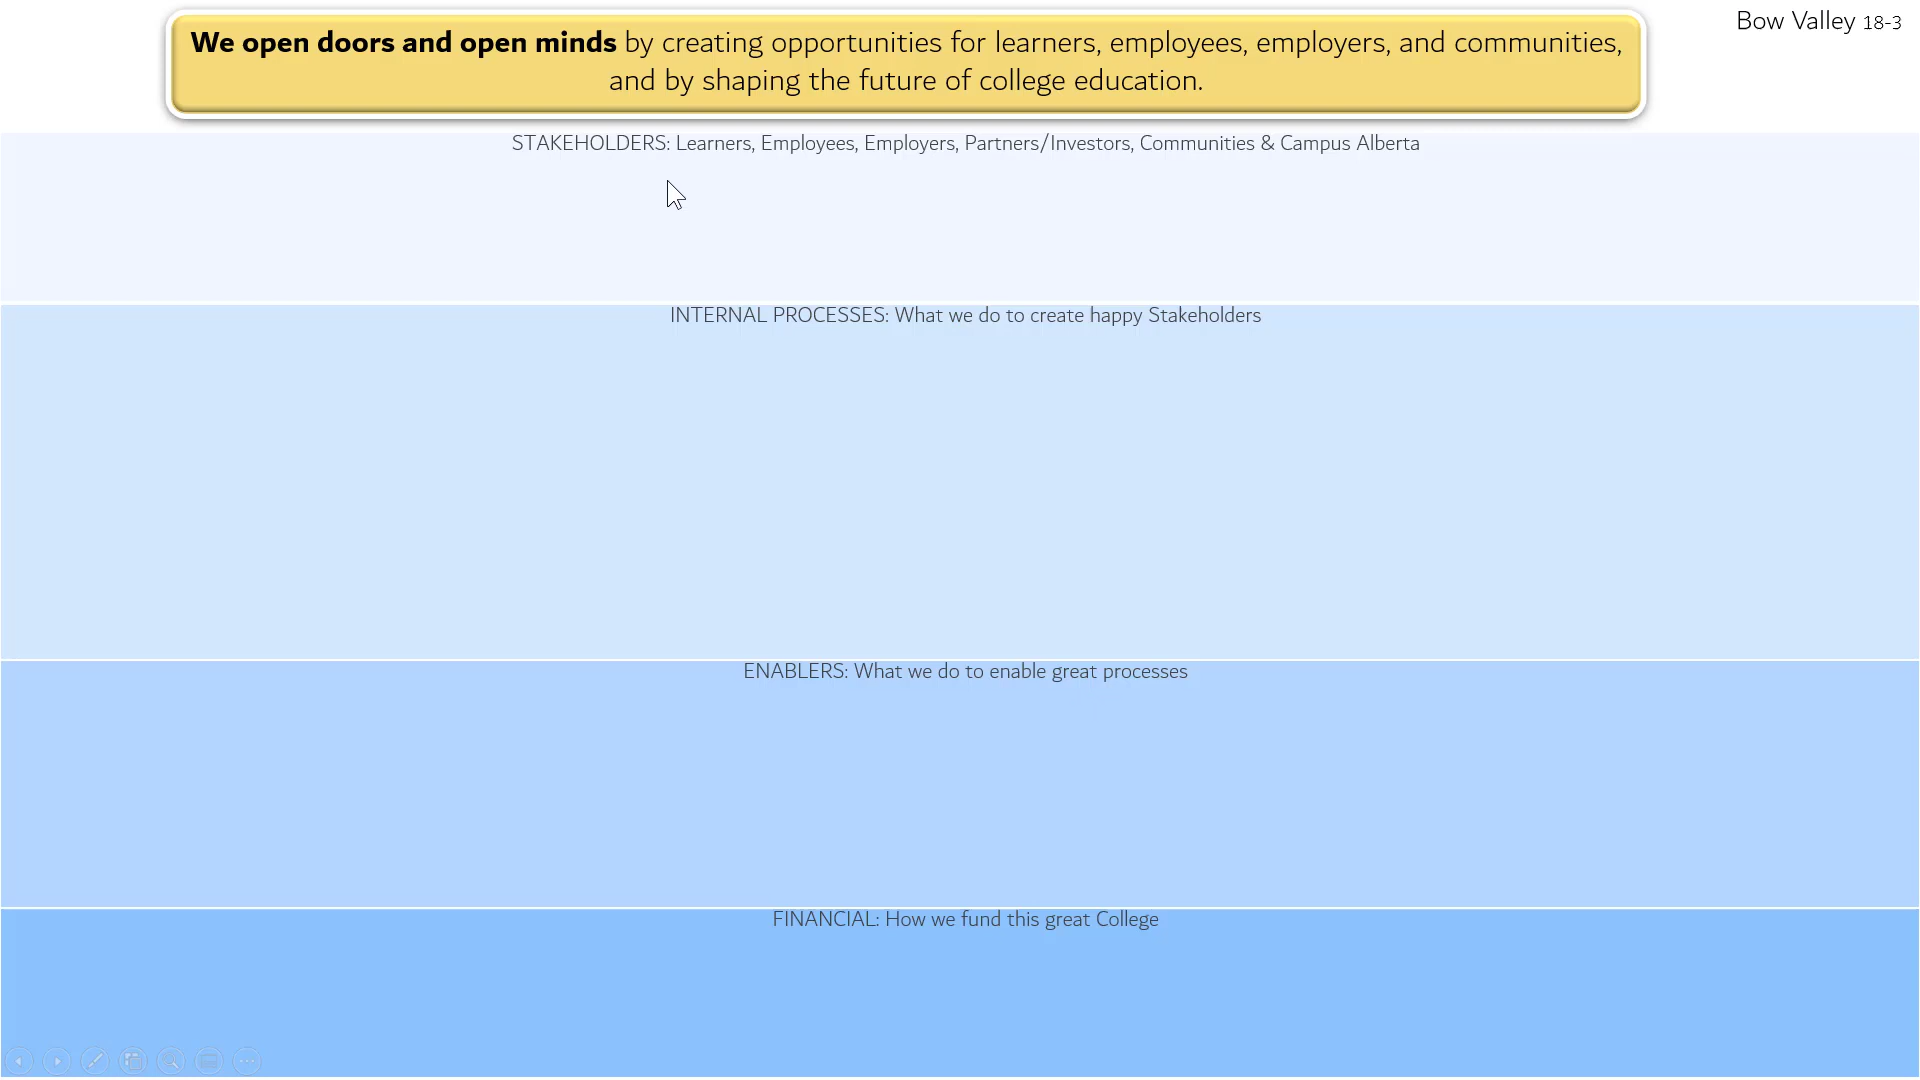 Bow Valley 18-3
We open doors and open minds by creating opportunities for learners, employees, employers, and communities,
and by shaping the future of college education.
STAKEHOLDERS: Learners, Employees, Employers, Partners/Investors, Communities & Campus Alberta
INTERNAL PROCESSES: What we do to create happy Stakeholders
ENABLERS: What we do to enable great processes
FINANCIAL: How we fund this great College